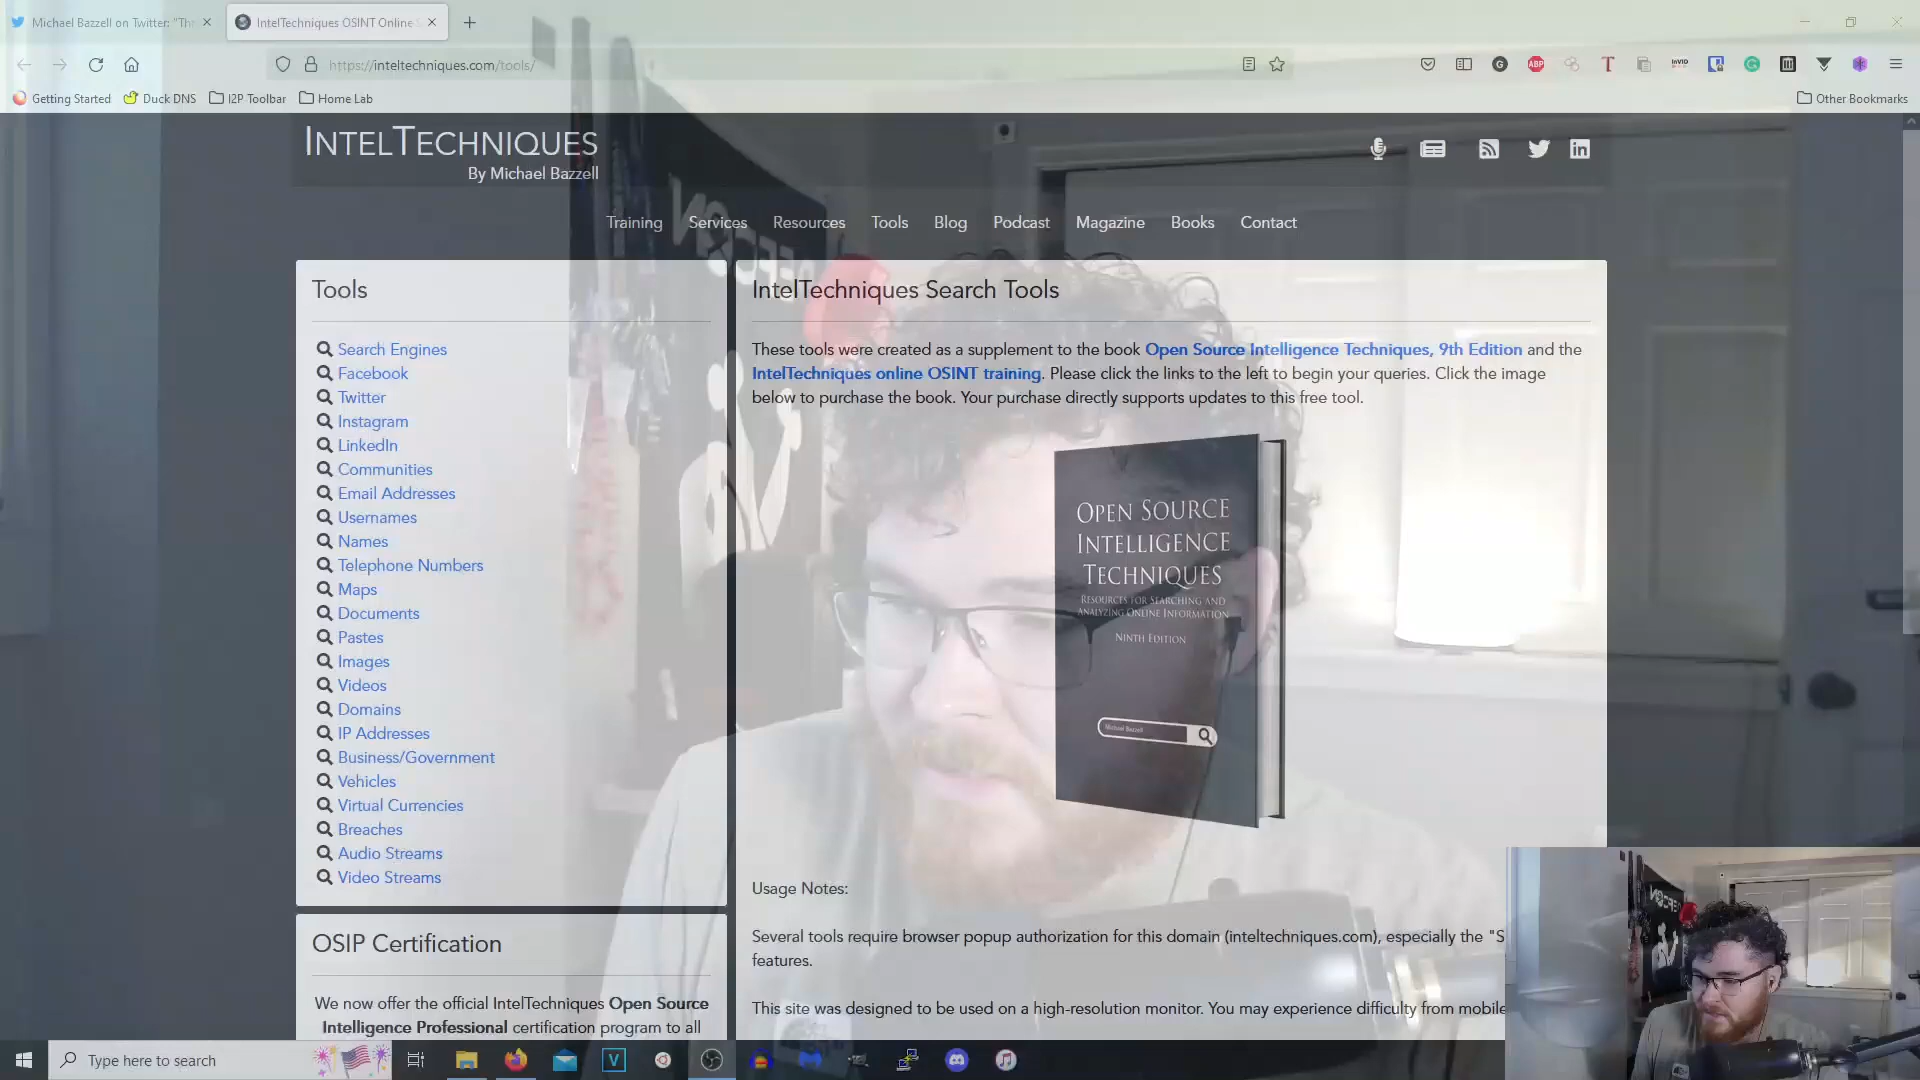 Michael Bazzell on Twitter: "Th
IntelTechniques OSINT Online
https://inteltechniques.com/tools/
Getting Started
Duck DNS
I2P Toolbar
Home Lab
Other Bookmarks
INTELTECHNIQUES
By Michael Bazzell
Training Services Resources Tools Blog Podcast Magazine Books Contact
Tools
Search Engines
Facebook
Twitter
Instagram
LinkedIn
Communities
Email Addresses
Usernames
Names
Telephone Numbers
Maps
Documents
Pastes
Images
Videos
Domains
IP Addresses
Business/Government
Vehicles
Virtual Currencies
Breaches
Audio Streams
Video Streams
OSIP Certification
We now offer the official IntelTechniques Open Source
Intelligence Professional certification program to all
IntelTechniques Search Tools
These tools were created as a supplement to the book Open Source Intelligence Techniques, 9th Edition and the
IntelTechniques online OSINT training. Please click the links to the left to begin your queries. Click the image
below to purchase the book. Your purchase directly supports updates to this free tool.
OPEN SOURCE
INTELLIGENCE
TECHNIQUES
RESOURCES FOR SEARCHING AND
ANALYZING ONLINE INFORMATION
NINTH EDITION
Michael Bazzell
Usage Notes:
Several tools require browser popup authorization for this domain (inteltechniques.com), especially the "S
features.
This site was designed to be used on a high-resolution monitor. You may experience difficulty from mobile
Type here to search